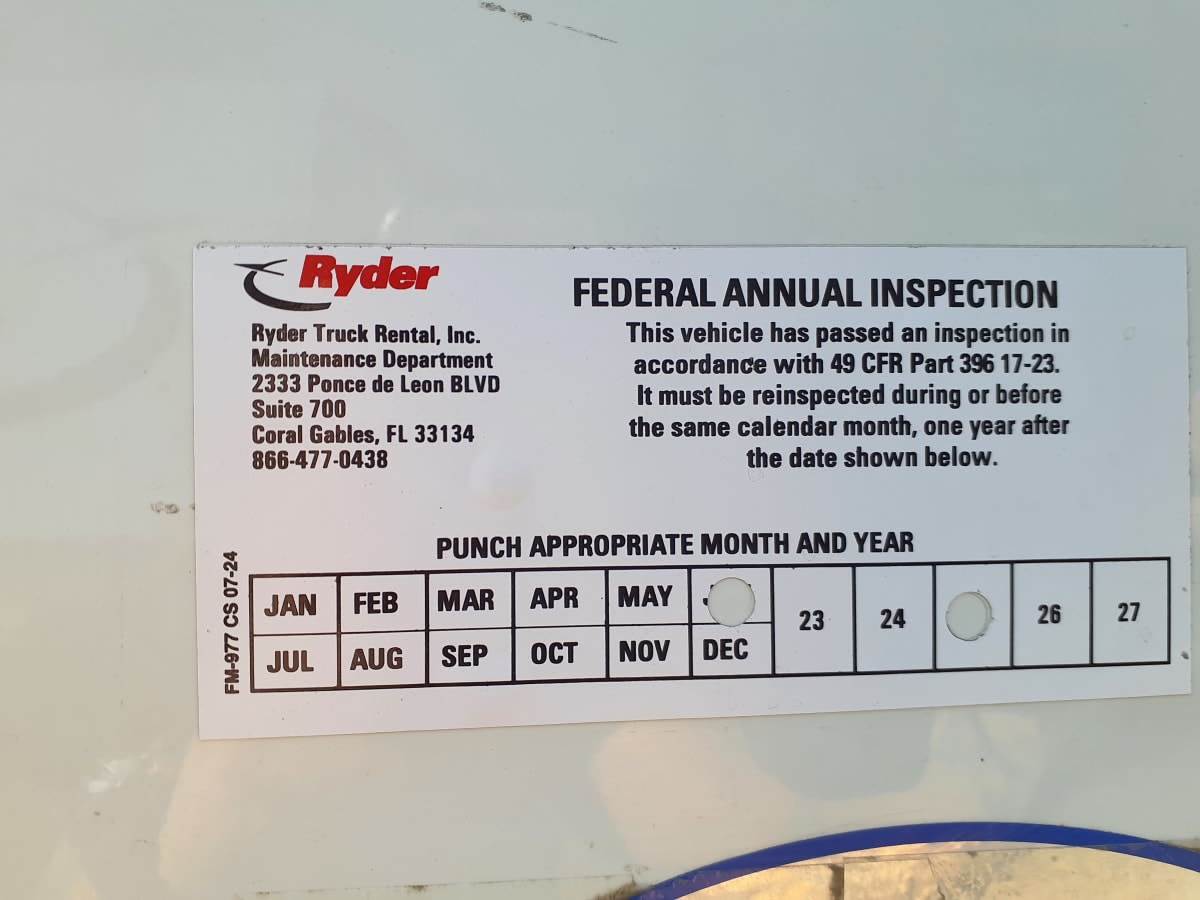 Ryder
Ryder Truck Rental, Inc.
Maintenance Department
2333 Ponce de Leon BLVD
Suite 700
Coral Gables, FL 33134
866-477-0438
FEDERAL ANNUAL INSPECTION
This vehicle has passed an inspection in
accordance with 49 CFR Part 396 17-23.
It must be reinspected during or before
the same calendar month, one year after
the date shown below.
PUNCH APPROPRIATE MONTH AND YEAR
JAN FEB MAR APR MAY
JUL AUG SEP OCT NOV DEC
23 24 26 27
FM-977 CS 07-24